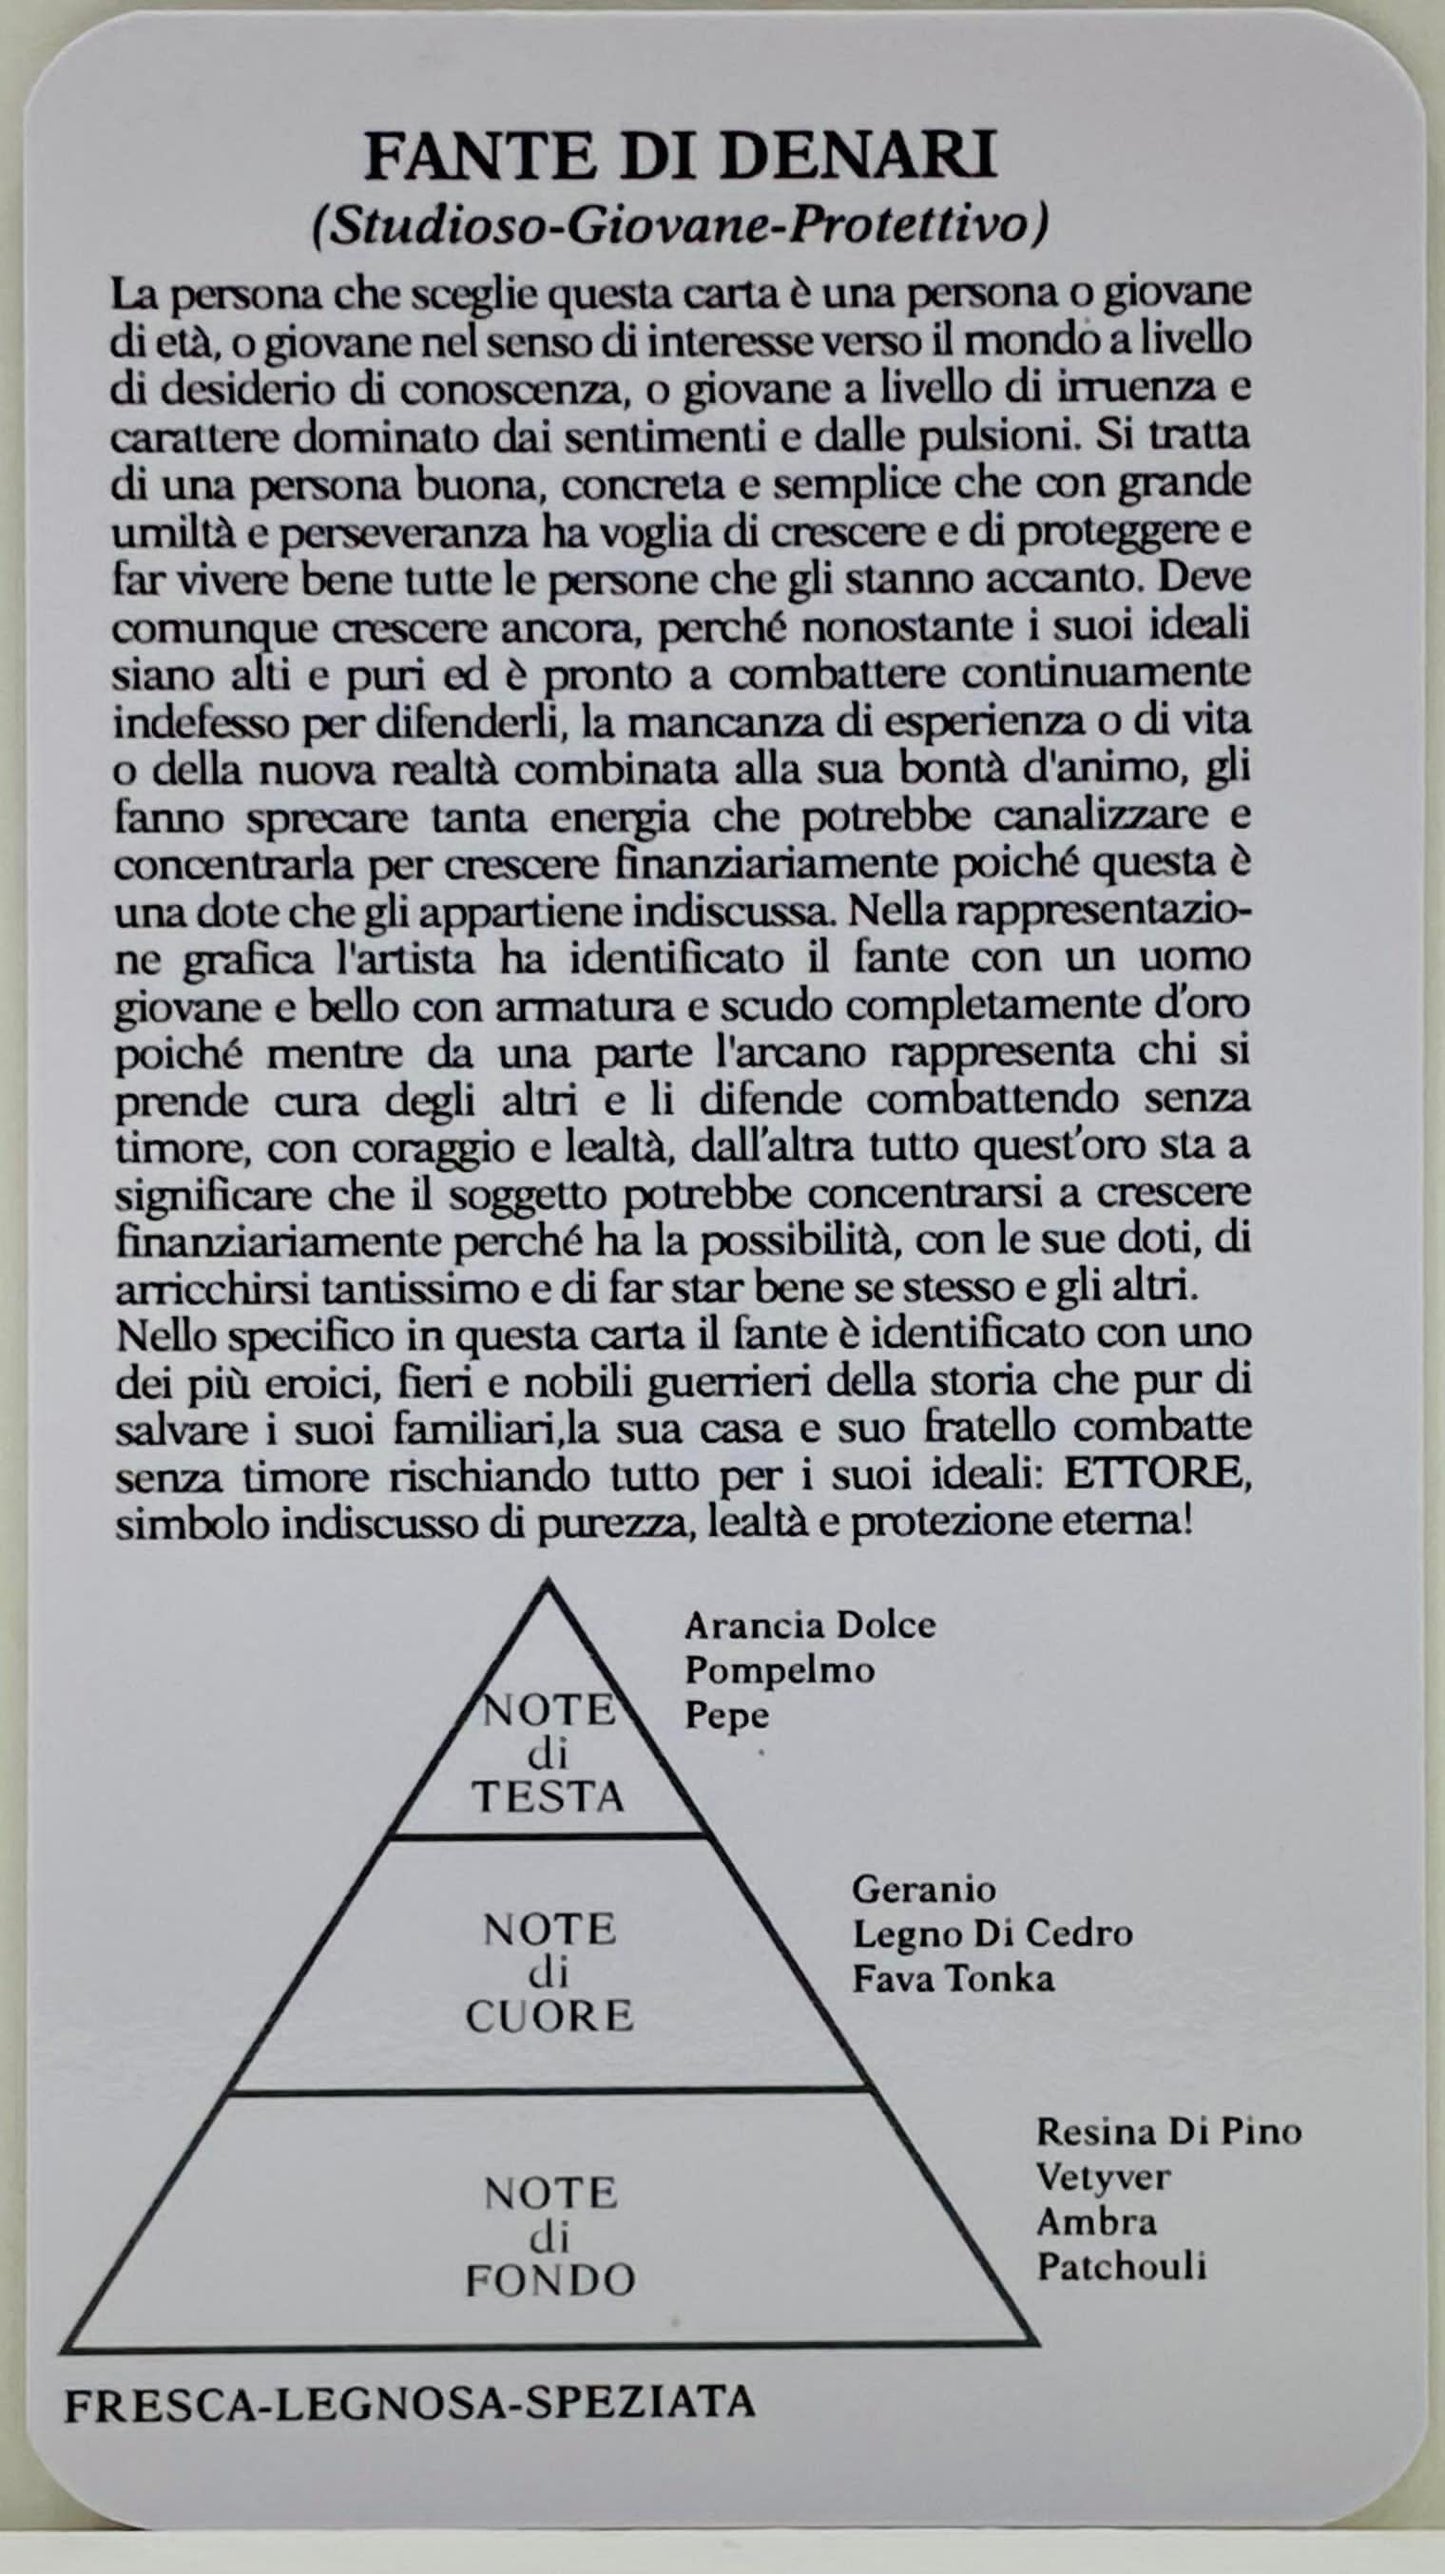 FANTE DI DENARI
(Studioso-Giovane-Protettivo)
La persona che sceglie questa carta è una persona o giovane
di età, o giovane nel senso di interesse verso il mondo a livello
di desiderio di conoscenza, o giovane a livello di irruenza e
carattere dominato dai sentimenti e dalle pulsioni. Si tratta
di una persona buona, concreta e semplice che con grande
umiltà e perseveranza ha voglia di crescere e di proteggere e
far vivere bene tutte le persone che gli stanno accanto. Deve
comunque crescere ancora, perché nonostante i suoi ideali
siano alti e puri ed è pronto a combattere continuamente
indefesso per difenderli, la mancanza di esperienza o di vita
o della nuova realtà combinata alla sua bontà d'animo, gli
fanno sprecare tanta energia che potrebbe canalizzare e
concentrarla per crescere finanziariamente poiché questa è
una dote che gli appartiene indiscussa. Nella rappresentazio-
ne grafica l'artista ha identificato il fante con un uomo
giovane e bello con armatura e scudo completamente d'oro
poiché mentre da una parte l'arcano rappresenta chi si
prende cura degli altri e li difende combattendo senza
timore, con coraggio e lealtà, dall'altra tutto quest'oro sta a
significare che il soggetto potrebbe concentrarsi a crescere
finanziariamente perché ha la possibilità, con le sue doti, di
arricchirsi tantissimo e di far star bene se stesso e gli altri.
Nello specifico in questa carta il fante è identificato con uno
dei più eroici, fieri e nobili guerrieri della storia che pur di
salvare i suoi familiari,la sua casa e suo fratello combatte
senza timore rischiando tutto per i suoi ideali: ETTORE,
simbolo indiscusso di purezza, lealtà e protezione eterna!
NOTE
di
TESTA
Arancia Dolce
Pompelmo
Pepe
NOTE
di
CUORE
Geranio
Legno Di Cedro
Fava Tonka
NOTE
di
FONDO
Resina Di Pino
Vetyver
Ambra
Patchouli
FRESCA-LEGNOSA-SPEZIATA